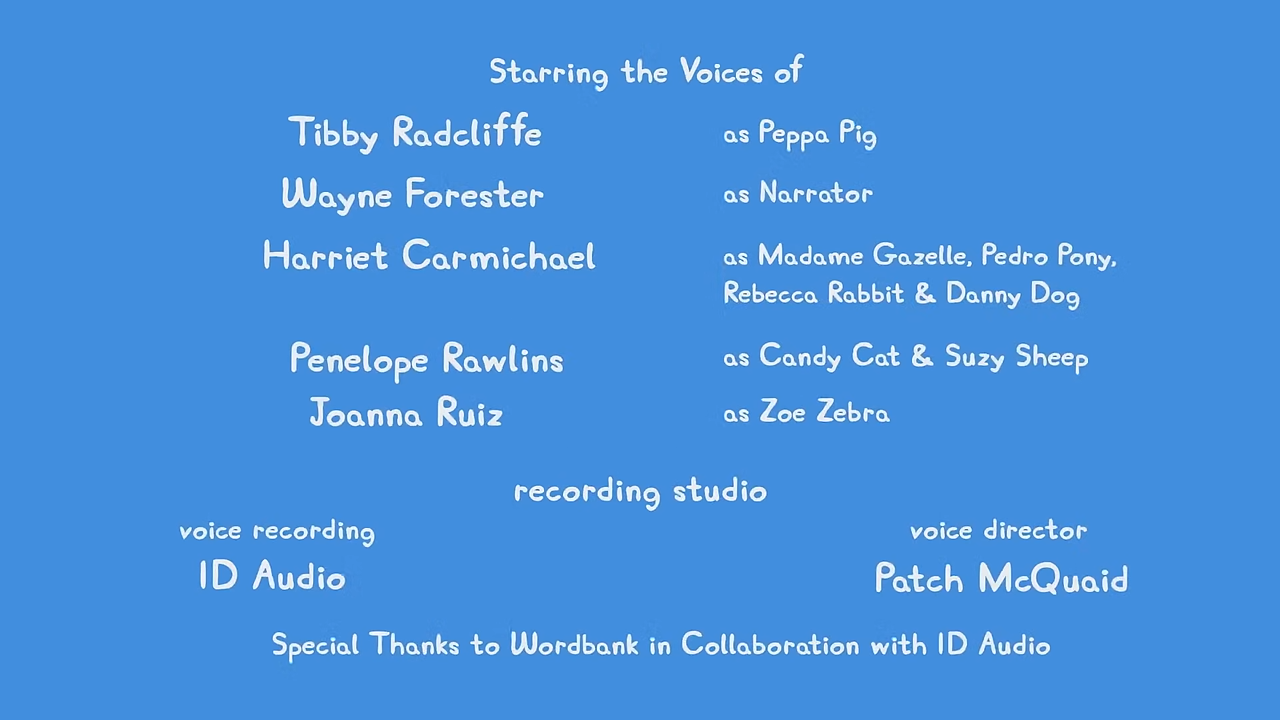 Starring the Voices of
Tibby Radcliffe as Peppa Pig
Wayne Forester as Narrator
Harriet Carmichael as Madame Gazelle, Pedro Pony,
Rebecca Rabbit & Danny Dog
Penelope Rawlins as Candy Cat & Suzy Sheep
Joanna Ruiz as Zoe Zebra
recording studio
voice recording voice director
ID Audio Patch McQuaid
Special Thanks to Wordbank in Collaboration with ID Audio